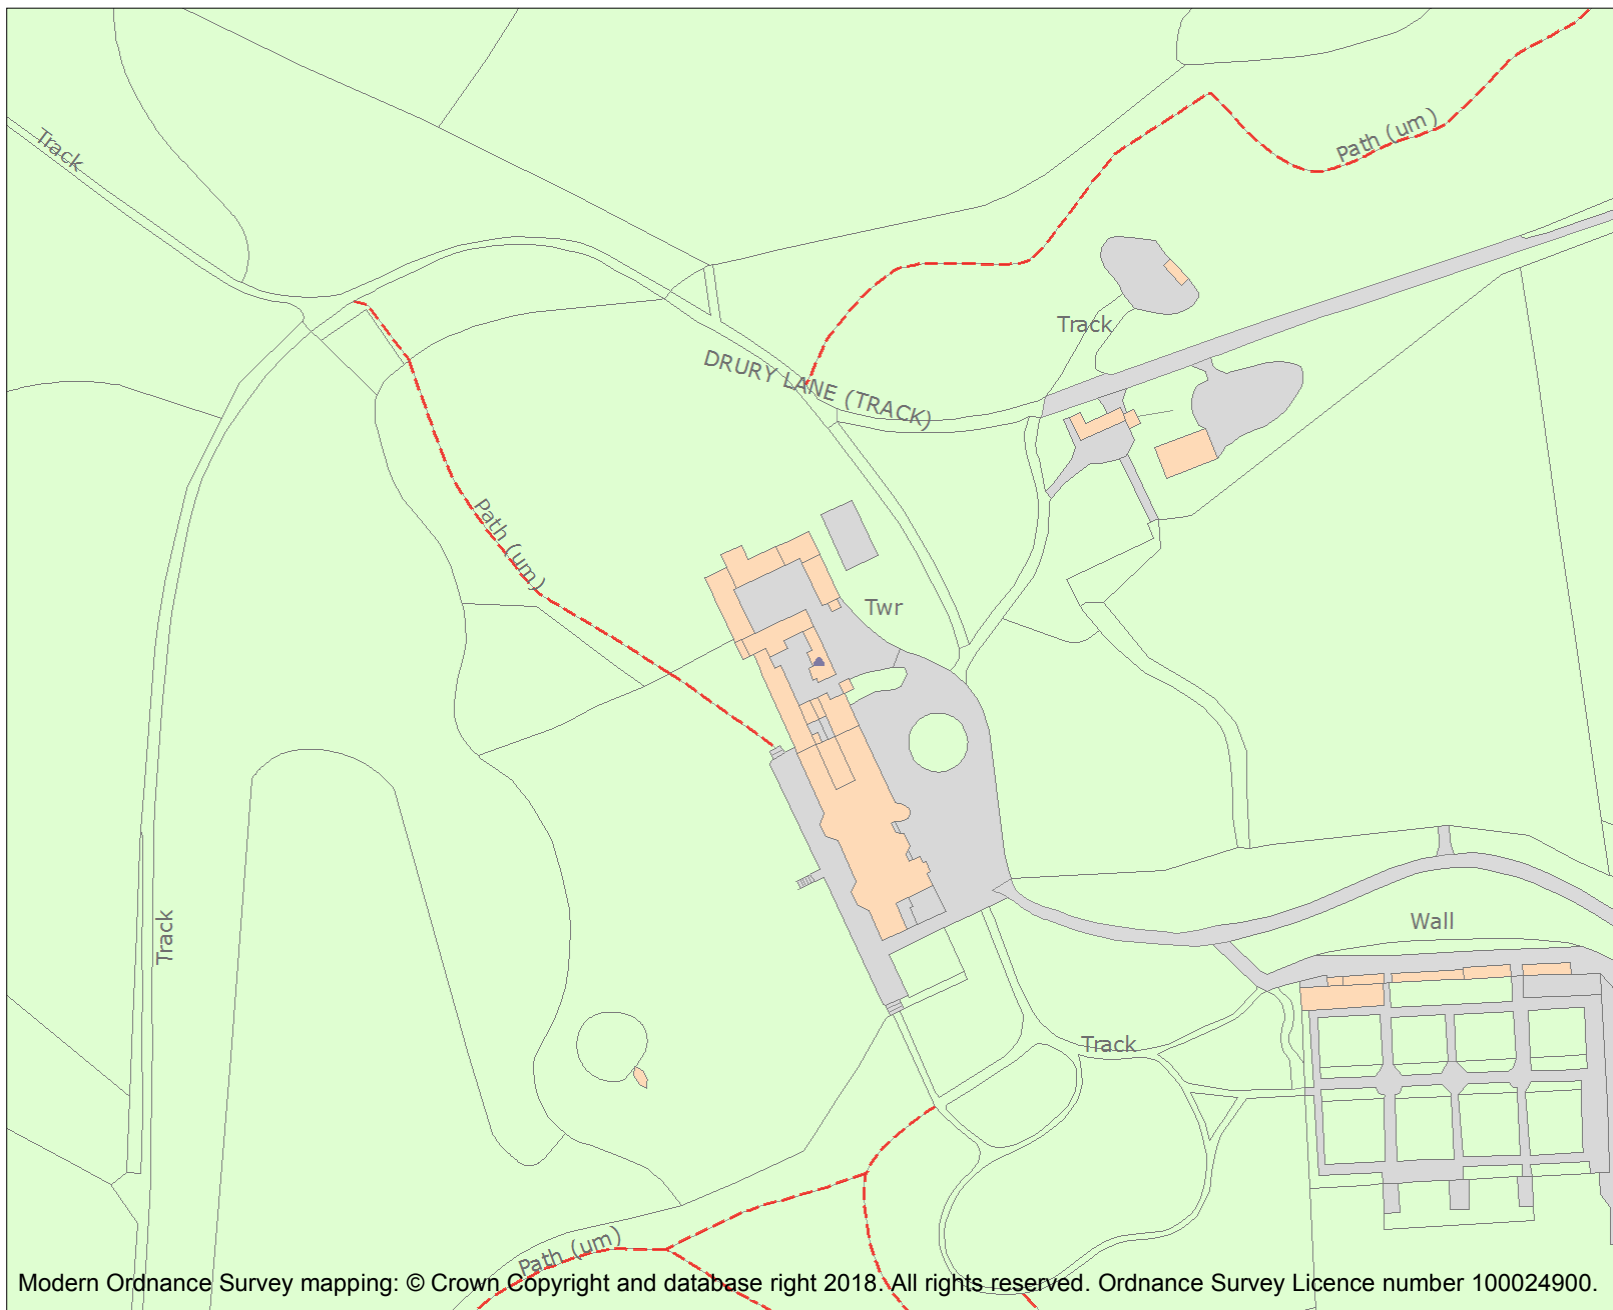 Track
Path (um)
Track
DRURY LANE (TRACK)
Path (um)
Twr
Track
Wall
Track
Path (um)
Modern Ordnance Survey mapping: © Crown Copyright and database right 2018. All rights reserved. Ordnance Survey Licence number 100024900.